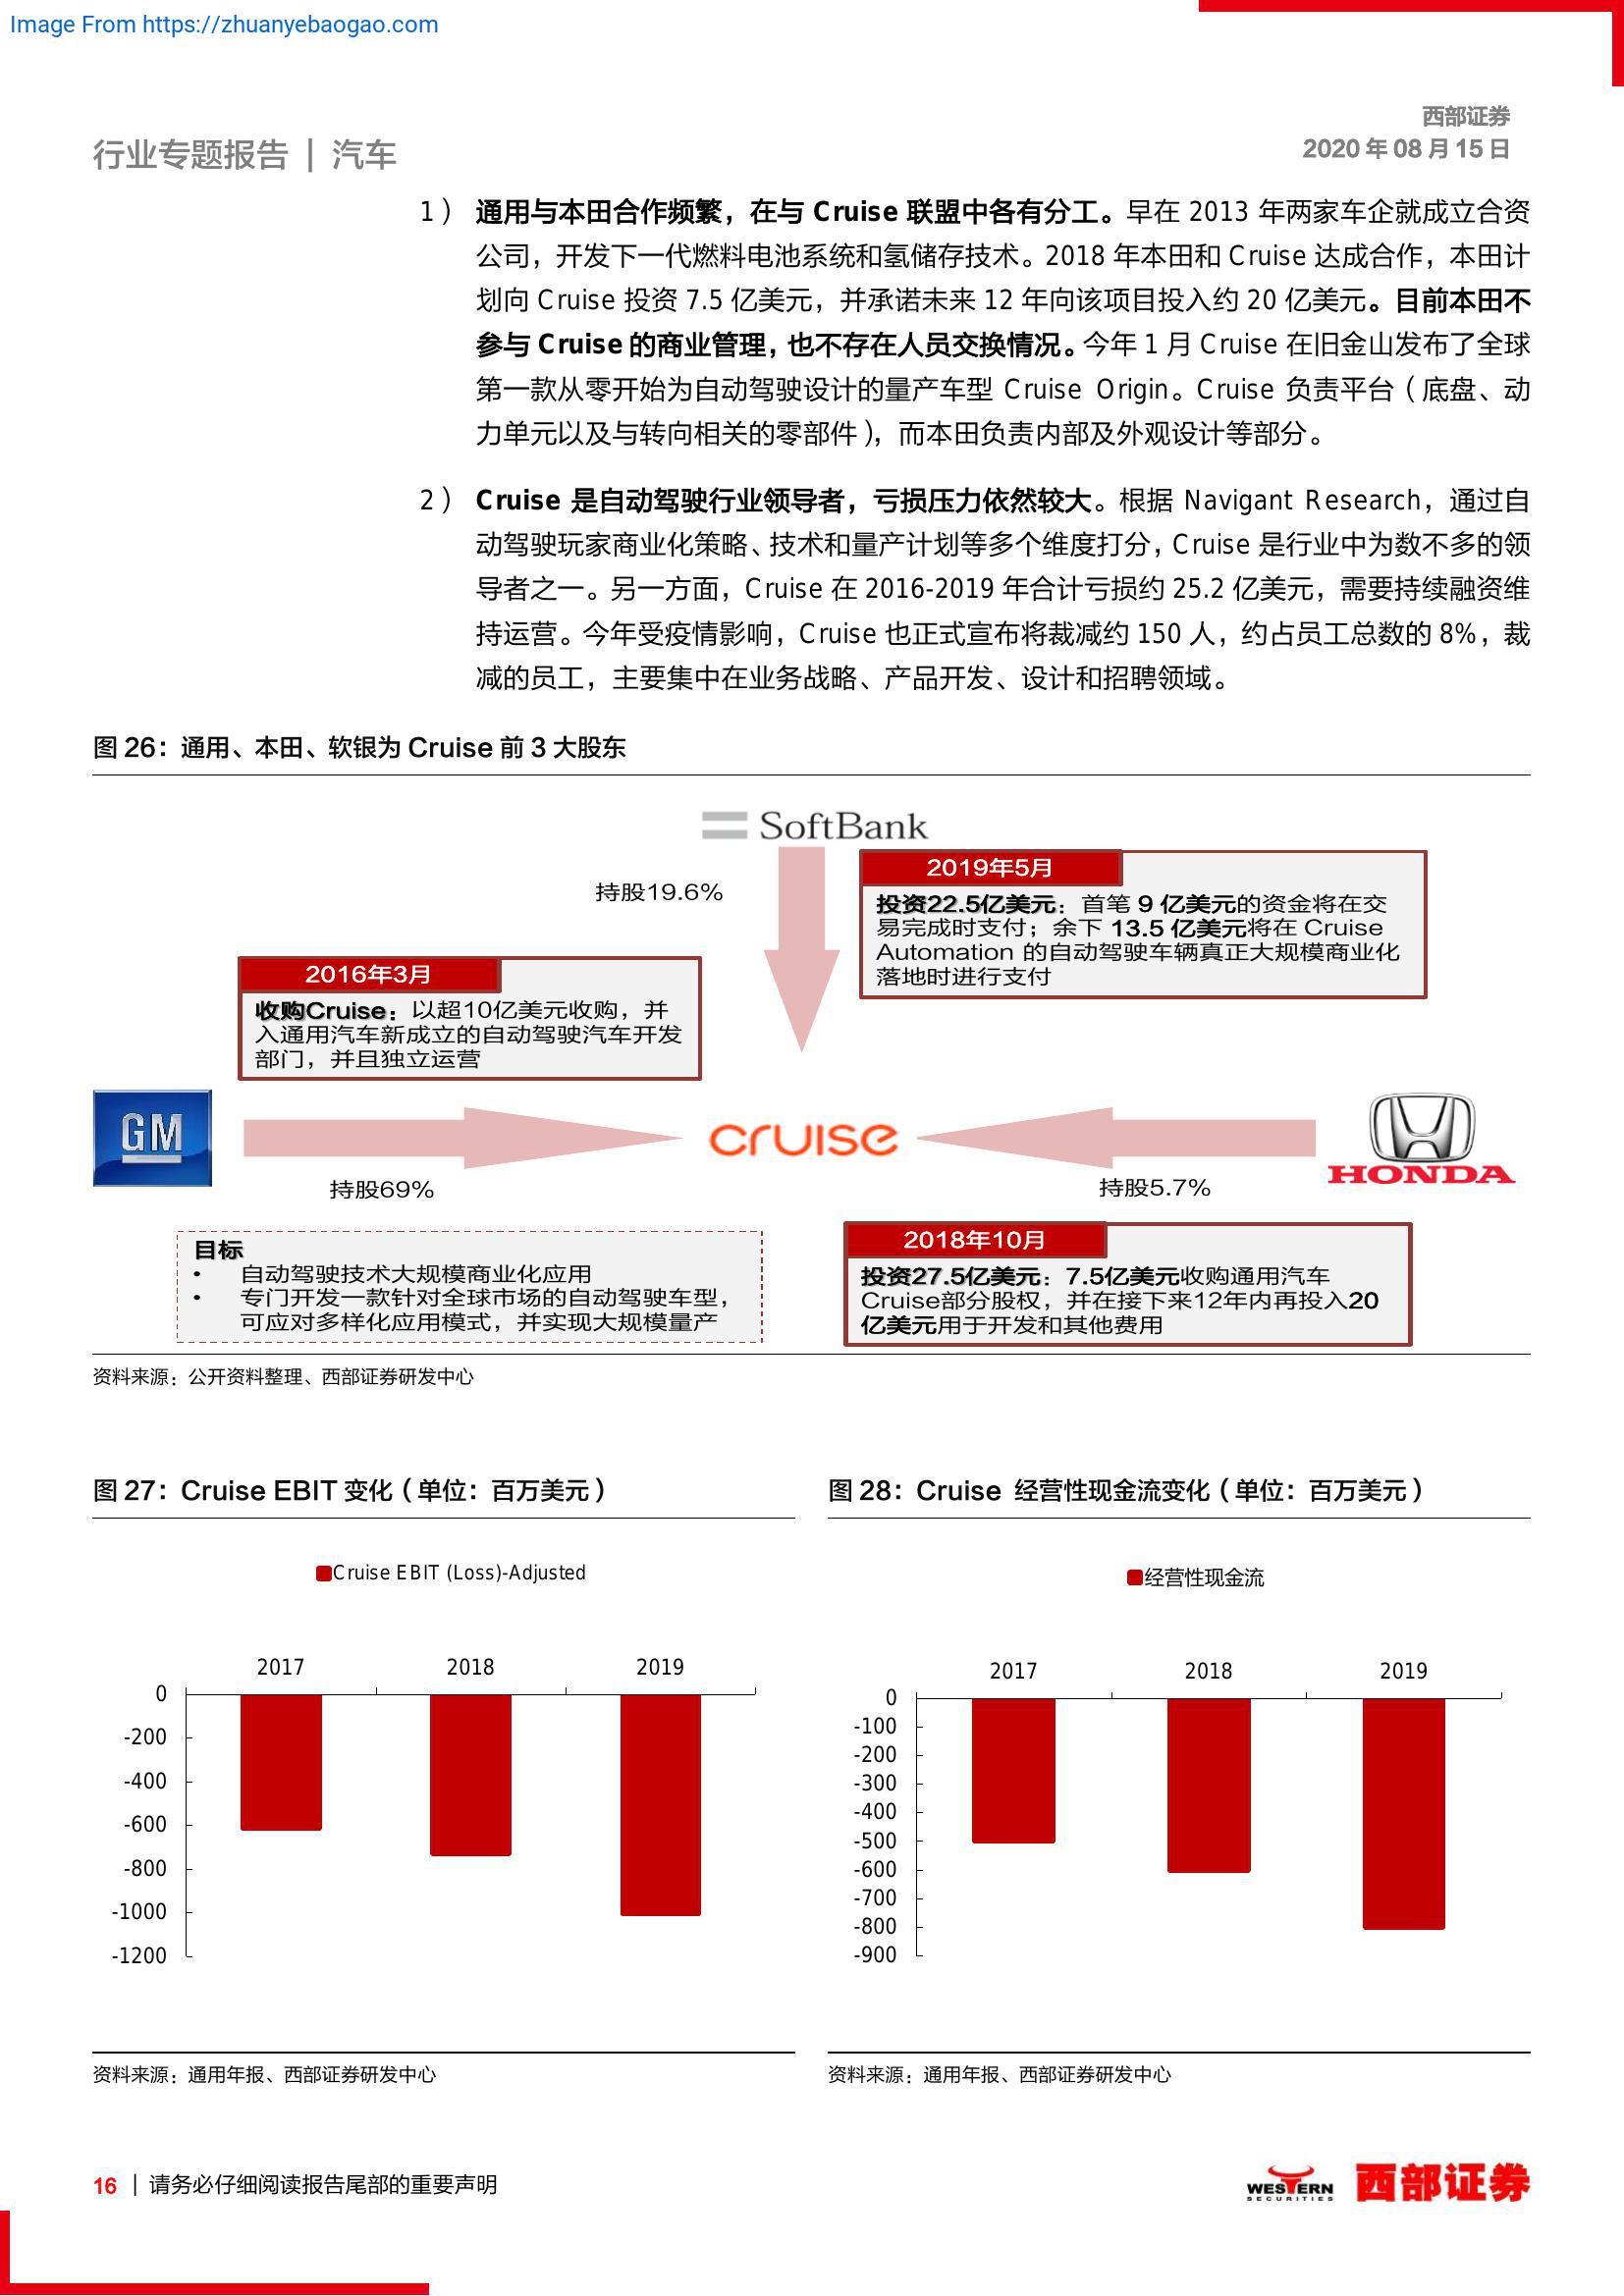 Image From https://zhuanyebaogao.com
西部证券
行业专题报告 | 汽车
2020 年 08 月 15 日
1） 通用与本田合作频繁，在与 Cruise 联盟中各有分工。早在 2013 年两家车企就成立合资
公司，开发下一代燃料电池系统和氢储存技术。2018 年本田和 Cruise 达成合作，本田计
划向 Cruise 投资 7.5 亿美元，并承诺未来 12 年向该项目投入约 20 亿美元。目前本田不
参与 Cruise 的商业管理，也不存在人员交换情况。今年 1 月 Cruise 在旧金山发布了全球
第一款从零开始为自动驾驶设计的量产车型 Cruise Origin。Cruise 负责平台（底盘、动
力单元以及与转向相关的零部件），而本田负责内部及外观设计等部分。
2） Cruise 是自动驾驶行业领导者，亏损压力依然较大。根据 Navigant Research，通过自
动驾驶玩家商业化策略、技术和量产计划等多个维度打分，Cruise 是行业中为数不多的领
导者之一。另一方面，Cruise 在 2016-2019 年合计亏损约 25.2 亿美元，需要持续融资维
持运营。今年受疫情影响，Cruise 也正式宣布将裁减约 150 人，约占员工总数的 8%，裁
减的员工，主要集中在业务战略、产品开发、设计和招聘领域。
图 26：通用、本田、软银为 Cruise 前 3 大股东
SoftBank
持股19.6%
2019年5月
投资22.5亿美元：首笔 9 亿美元的资金将在交
易完成时支付；余下 13.5 亿美元将在 Cruise
Automation 的自动驾驶车辆真正大规模商业化
落地时进行支付
2016年3月
收购Cruise：以超10亿美元收购，并
入通用汽车新成立的自动驾驶汽车开发
部门，并且独立运营
GM
cruise
HONDA
持股69%
持股5.7%
目标
• 自动驾驶技术大规模商业化应用
• 专门开发一款针对全球市场的自动驾驶车型，
可应对多样化应用模式，并实现大规模量产
2018年10月
投资27.5亿美元：7.5亿美元收购通用汽车
Cruise部分股权，并在接下来12年内再投入20
亿美元用于开发和其他费用
资料来源：公开资料整理、西部证券研发中心
图 27：Cruise EBIT 变化（单位：百万美元）
Cruise EBIT (Loss)-Adjusted
2017 2018 2019
0
-200
-400
-600
-800
-1000
-1200
资料来源：通用年报、西部证券研发中心
图 28：Cruise 经营性现金流变化（单位：百万美元）
经营性现金流
2017 2018 2019
0
-100
-200
-300
-400
-500
-600
-700
-800
-900
资料来源：通用年报、西部证券研发中心
16 | 请务必仔细阅读报告尾部的重要声明
WESTERN
SECURITIES
西部证券